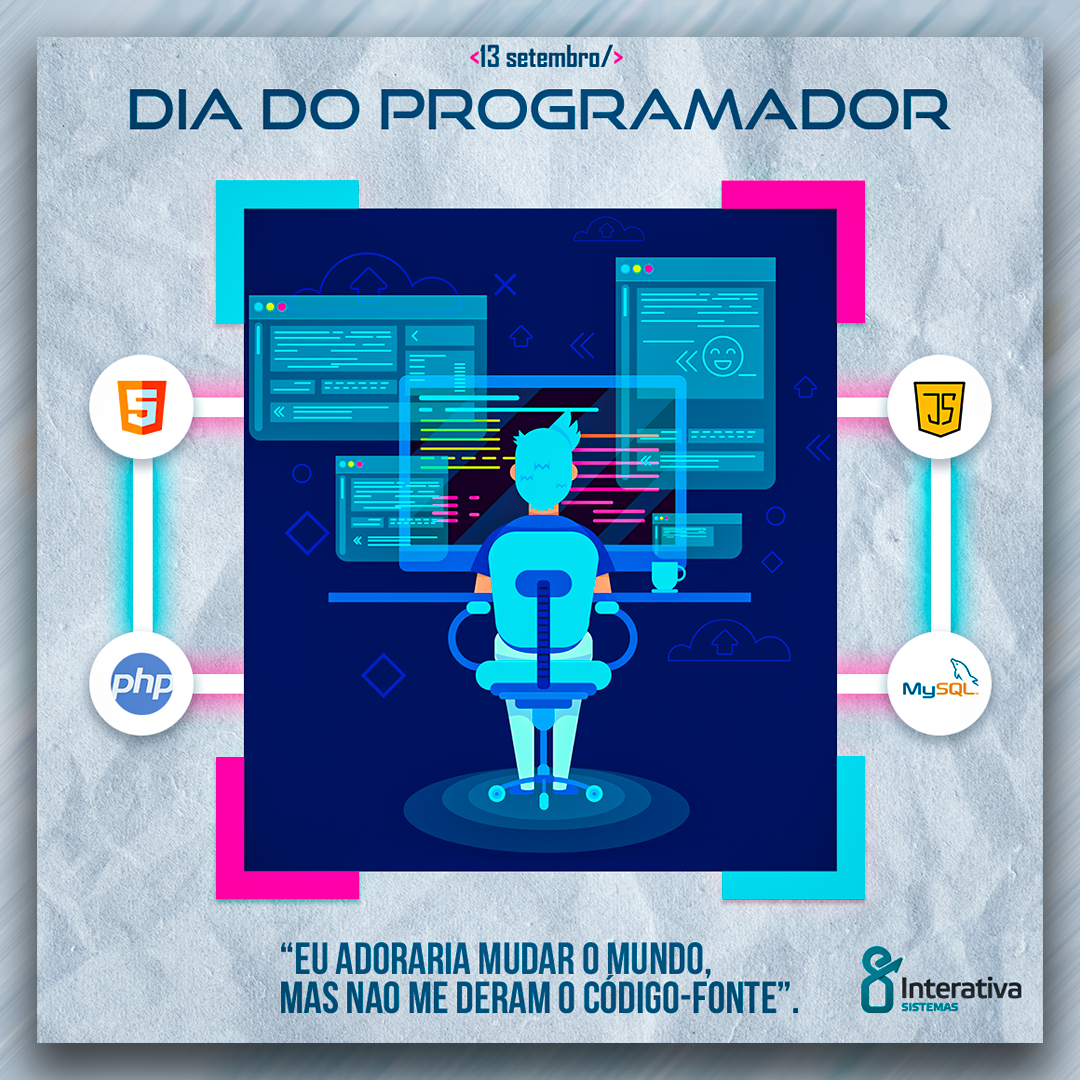 <13 setembro/>
DIA DO PROGRAMADOR
5
JS
php
MySQL™
“EU ADORARIA MUDAR O MUNDO,
MAS NAO ME DERAM O CÓDIGO-FONTE”.
Interativa
SISTEMAS